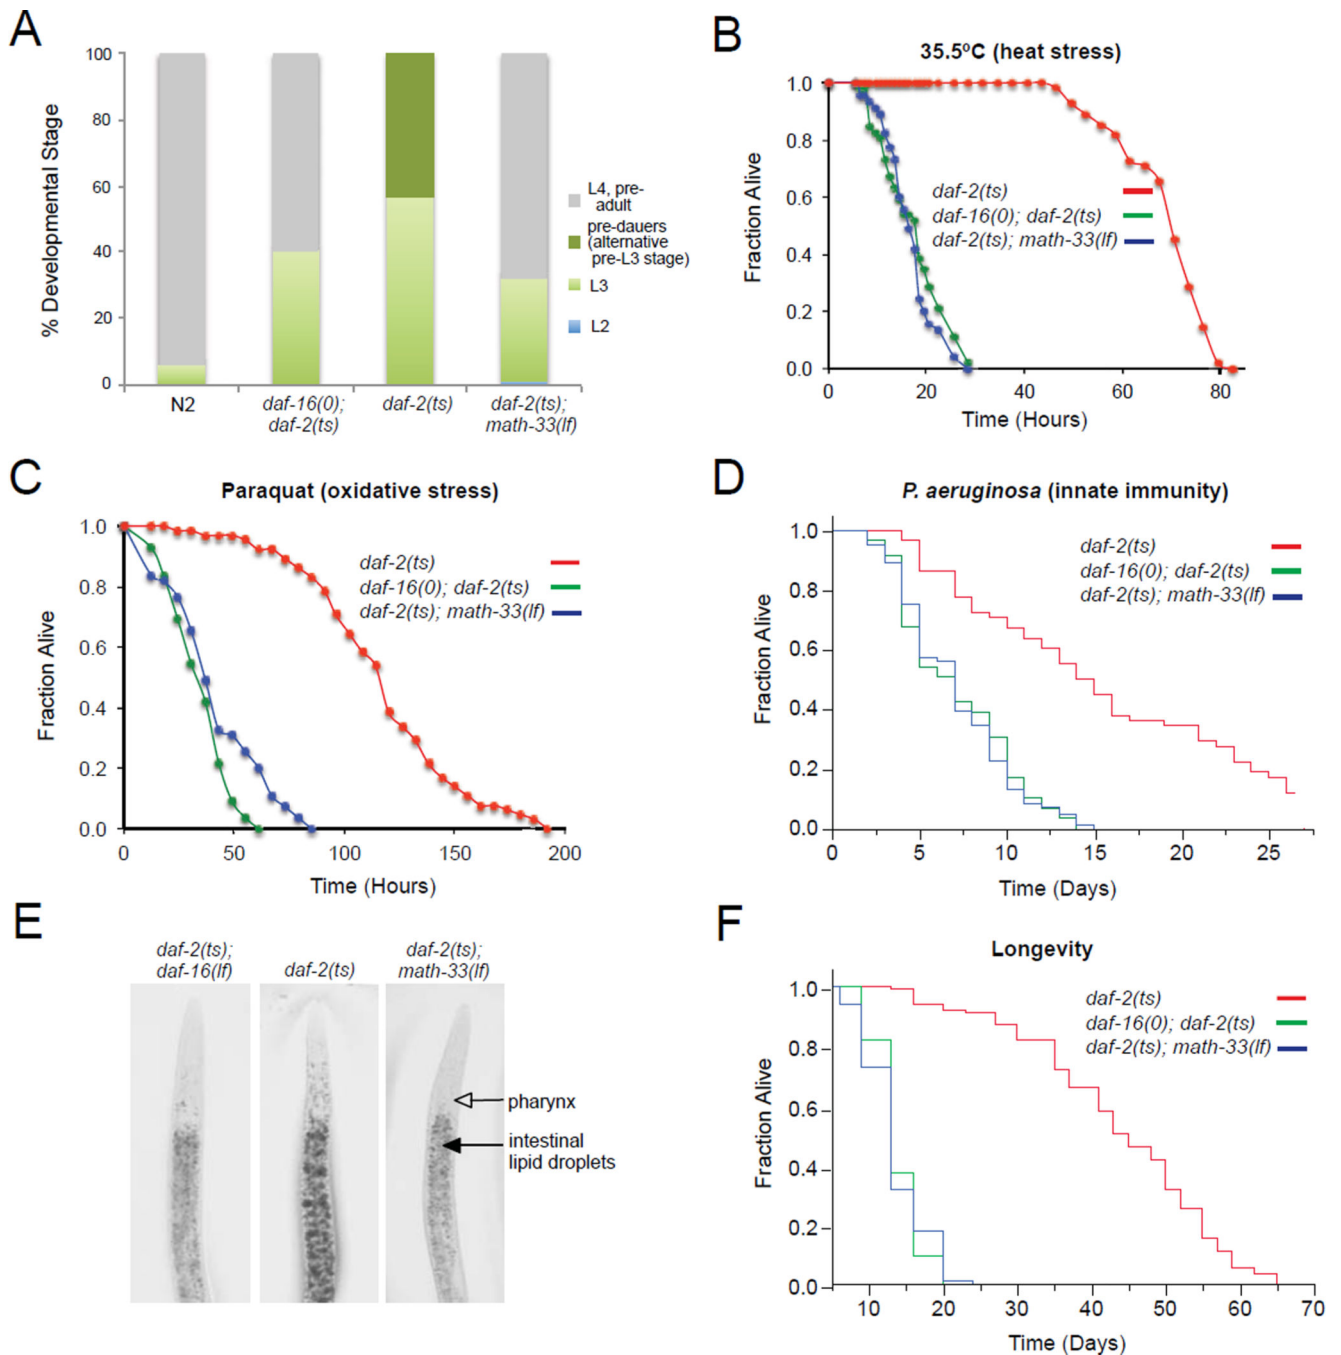 A
100
80
60
40
20
0
% Developmental Stage
N2
daf-16(0);
daf-2(ts)
daf-2(ts)
daf-2(ts);
math-33(lf)
L4, pre-
adult
pre-dauers
(alternative
pre-L3 stage)
L3
L2
B
35.5ºC (heat stress)
1.0
0.8
0.6
0.4
0.2
0.0
Fraction Alive
daf-2(ts)
daf-16(0); daf-2(ts)
daf-2(ts); math-33(lf)
0 20 40 60 80
Time (Hours)
C
Paraquat (oxidative stress)
1.0
0.8
0.6
0.4
0.2
0.0
Fraction Alive
daf-2(ts)
daf-16(0); daf-2(ts)
daf-2(ts); math-33(lf)
0 50 100 150 200
Time (Hours)
D
P. aeruginosa (innate immunity)
1.0
0.8
0.6
0.4
0.2
0.0
Fraction Alive
daf-2(ts)
daf-16(0); daf-2(ts)
daf-2(ts); math-33(lf)
0 5 10 15 20 25
Time (Days)
E
daf-2(ts);
daf-16(lf)
daf-2(ts)
daf-2(ts);
math-33(lf)
pharynx
intestinal
lipid droplets
F
Longevity
1.0
0.8
0.6
0.4
0.2
0.0
Fraction Alive
daf-2(ts)
daf-16(0); daf-2(ts)
daf-2(ts); math-33(lf)
10 20 30 40 50 60 70
Time (Days)